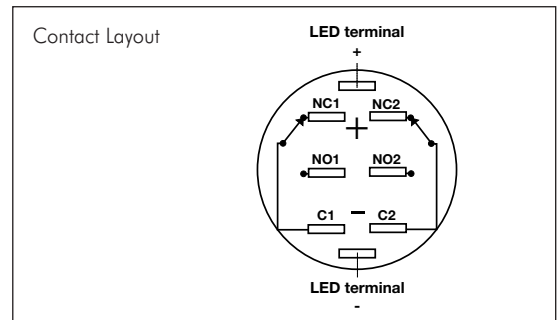 Contact Layout
LED terminal
+
NC1 NC2
+
NO1 NO2
C1 – C2
LED terminal
-